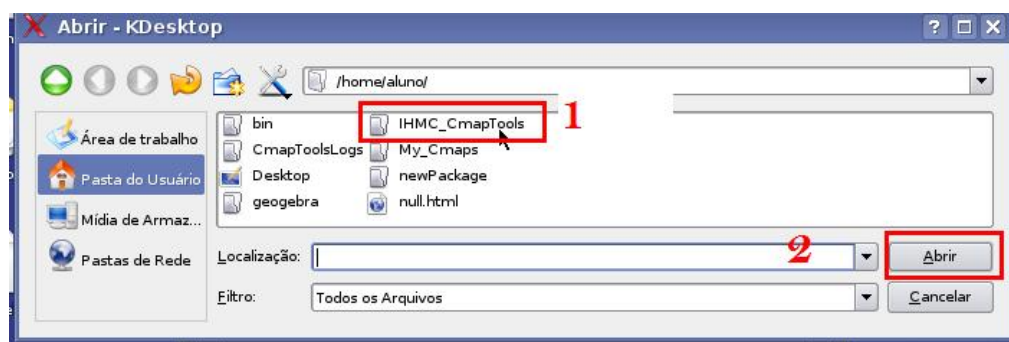 Abrir - KDesktop
/home/aluno/
Área de trabalho
Pasta do Usuário
Mídia de Armaz...
Pastas de Rede
bin
CmapToolsLogs
Desktop
geogebra
IHMC_CmapTools
My_Cmaps
newPackage
null.html
1
Localização:
2
Abrir
Filtro:
Todos os Arquivos
Cancelar